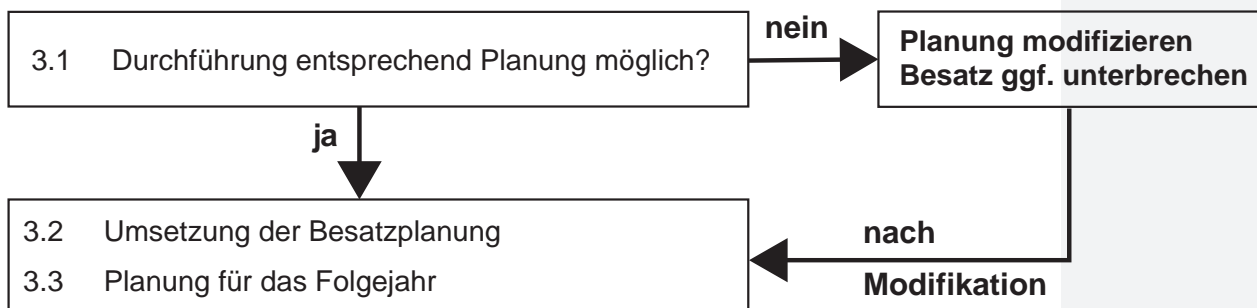 3.1 Durchführung entsprechend Planung möglich?
nein
Planung modifizieren
Besatz ggf. unterbrechen
ja
3.2 Umsetzung der Besatzplanung
3.3 Planung für das Folgejahr
nach
Modifikation